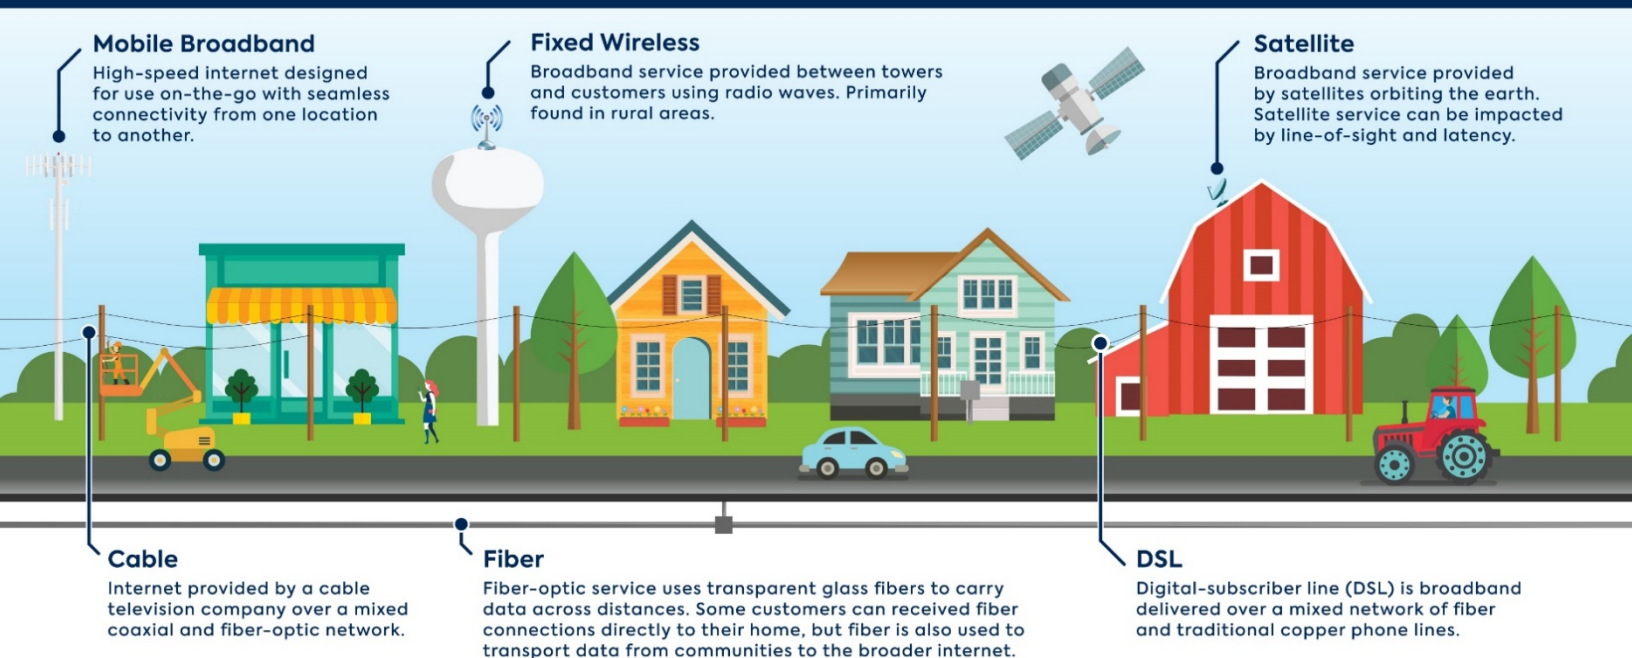 Mobile Broadband
High-speed internet designed
for use on-the-go with seamless
connectivity from one location
to another.
Fixed Wireless
Broadband service provided between towers
and customers using radio waves. Primarily
found in rural areas.
Satellite
Broadband service provided
by satellites orbiting the earth.
Satellite service can be impacted
by line-of-sight and latency.
Cable
Internet provided by a cable
television company over a mixed
coaxial and fiber-optic network.
Fiber
Fiber-optic service uses transparent glass fibers to carry
data across distances. Some customers can received fiber
connections directly to their home, but fiber is also used to
transport data from communities to the broader internet.
DSL
Digital-subscriber line (DSL) is broadband
delivered over a mixed network of fiber
and traditional copper phone lines.